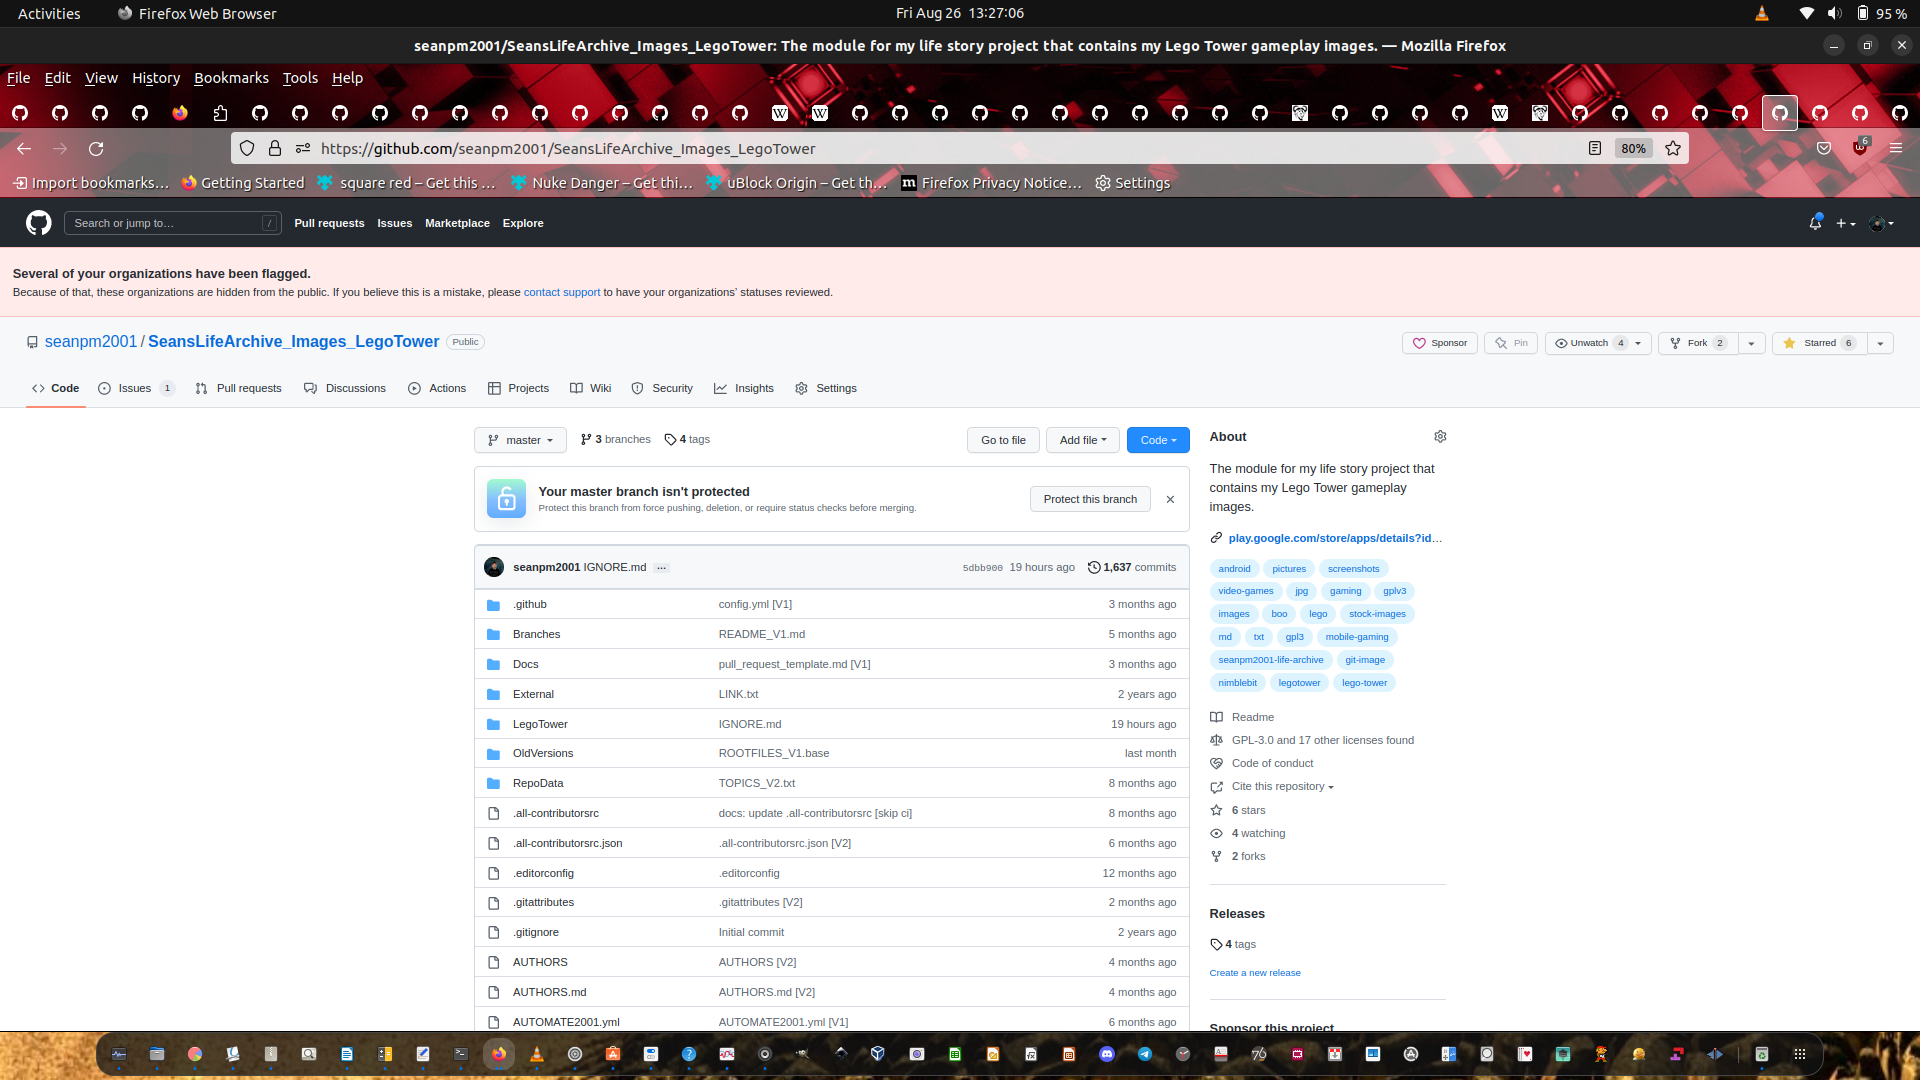 Activities
Firefox Web Browser
Fri Aug 26 13:27:06
95 %
seanpm2001/SeansLifeArchive_Images_LegoTower: The module for my life story project that contains my Lego Tower gameplay images. — Mozilla Firefox
File Edit View History Bookmarks Tools Help
https://github.com/seanpm2001/SeansLifeArchive_Images_LegoTower
80%
6
Import bookmarks…
Getting Started
square red – Get this …
Nuke Danger – Get thi…
uBlock Origin – Get th…
Firefox Privacy Notice…
Settings
Search or jump to…
/
Pull requests
Issues
Marketplace
Explore
Several of your organizations have been flagged.
Because of that, these organizations are hidden from the public. If you believe this is a mistake, please contact support to have your organizations’ statuses reviewed.
seanpm2001 / SeansLifeArchive_Images_LegoTower
Public
Sponsor
Pin
Unwatch 4
Fork 2
Starred 6
Code
Issues 1
Pull requests
Discussions
Actions
Projects
Wiki
Security
Insights
Settings
master
3 branches
4 tags
Go to file
Add file
Code
Your master branch isn't protected
Protect this branch from force pushing, deletion, or require status checks before merging.
Protect this branch
seanpm2001 IGNORE.md ...
5dbb900 19 hours ago
1,637 commits
.github config.yml [V1] 3 months ago
Branches README_V1.md 5 months ago
Docs pull_request_template.md [V1] 3 months ago
External LINK.txt 2 years ago
LegoTower IGNORE.md 19 hours ago
OldVersions ROOTFILES_V1.base last month
RepoData TOPICS_V2.txt 8 months ago
.all-contributorsrc docs: update .all-contributorsrc [skip ci] 8 months ago
.all-contributorsrc.json .all-contributorsrc.json [V2] 6 months ago
.editorconfig .editorconfig 12 months ago
.gitattributes .gitattributes [V2] 2 months ago
.gitignore Initial commit 2 years ago
AUTHORS AUTHORS [V2] 4 months ago
AUTHORS.md AUTHORS.md [V2] 4 months ago
AUTOMATE2001.yml AUTOMATE2001.yml [V1] 6 months ago
About
The module for my life story project that
contains my Lego Tower gameplay
images.
play.google.com/store/apps/details?id…
android pictures screenshots
video-games jpg gaming gplv3
images boo lego stock-images
md txt gpl3 mobile-gaming
seanpm2001-life-archive git-image
nimblebit legotower lego-tower
Readme
GPL-3.0 and 17 other licenses found
Code of conduct
Cite this repository
6 stars
4 watching
2 forks
Releases
4 tags
Create a new release
Sponsor this project